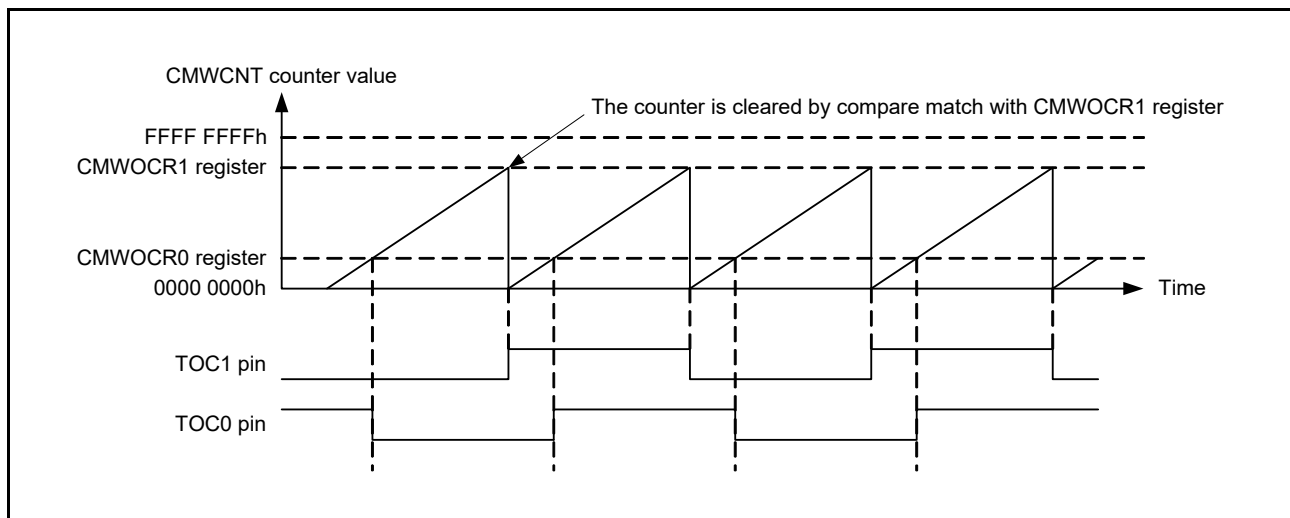 CMWCNT counter value
The counter is cleared by compare match with CMWOCR1 register
FFFF FFFFh
CMWOCR1 register
CMWOCR0 register
0000 0000h
Time
TOC1 pin
TOC0 pin